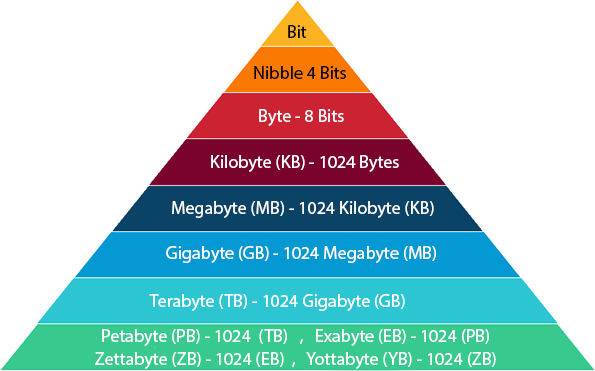 Bit
Nibble 4 Bits
Byte - 8 Bits
Kilobyte (KB) - 1024 Bytes
Megabyte (MB) - 1024 Kilobyte (KB)
Gigabyte (GB) - 1024 Megabyte (MB)
Terabyte (TB) - 1024 Gigabyte (GB)
Petabyte (PB) - 1024 (TB) , Exabyte (EB) - 1024 (PB)
Zettabyte (ZB) - 1024 (EB) , Yottabyte (YB) - 1024 (ZB)